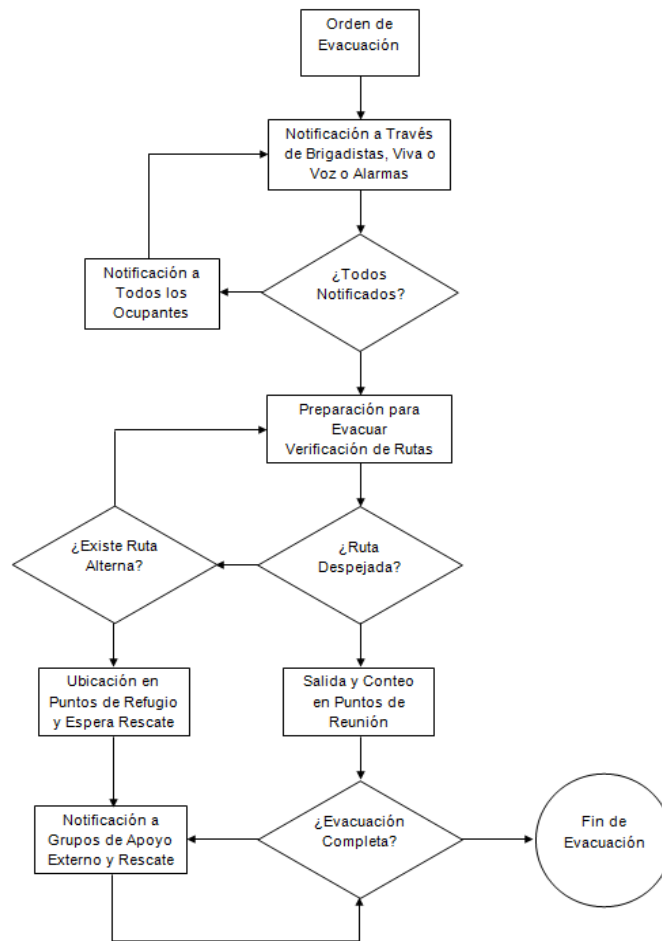 Orden de
Evacuación
Notificación a Través
de Brigadistas, Viva o
Voz o Alarmas
¿Todos
Notificados?
Notificación a
Todos los
Ocupantes
Preparación para
Evacuar
Verificación de Rutas
¿Existe Ruta
Alterna?
¿Ruta
Despejada?
Ubicación en
Puntos de Refugio
y Espera Rescate
Salida y Conteo
en Puntos de
Reunión
Notificación a
Grupos de Apoyo
Externo y Rescate
¿Evacuación
Completa?
Fin de
Evacuación